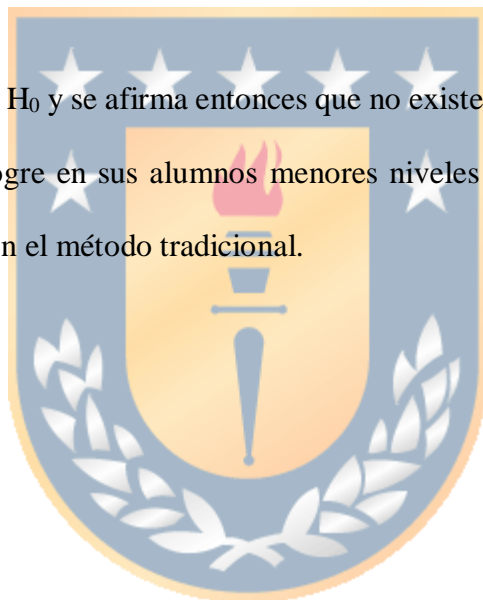 H₀ y se afirma entonces que no existe
ogre en sus alumnos menores niveles
n el método tradicional.